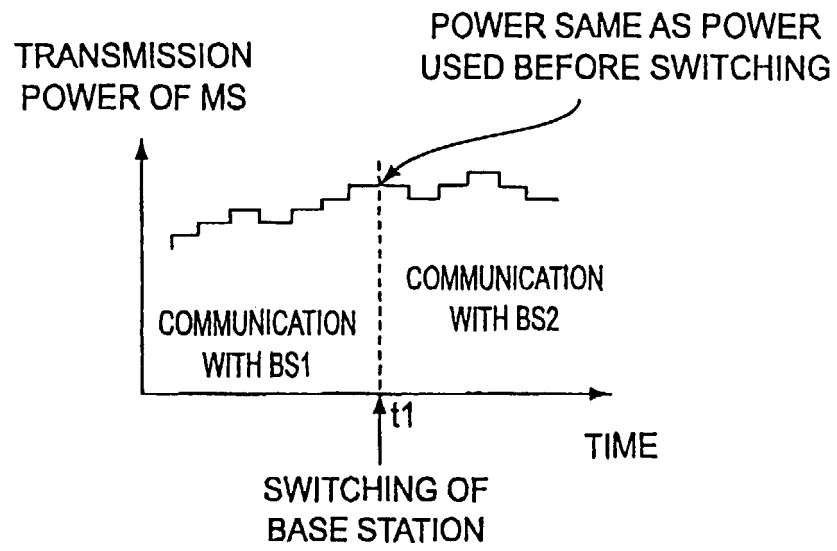 POWER SAME AS POWER
USED BEFORE SWITCHING
TRANSMISSION
POWER OF MS
COMMUNICATION
WITH BS1
COMMUNICATION
WITH BS2
t1
TIME
SWITCHING OF
BASE STATION